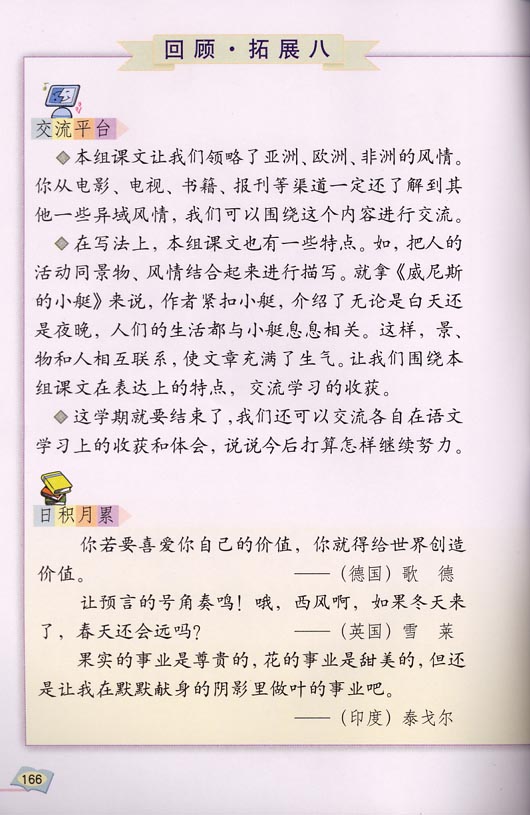 回顾·拓展八
交流平台
◆本组课文让我们领略了亚洲、欧洲、非洲的风情。
你从电影、电视、书籍、报刊等渠道一定还了解到其
他一些异域风情，我们可以围绕这个内容进行交流。
◆在写法上，本组课文也有一些特点。如，把人的
活动同景物、风情结合起来进行描写。就拿《威尼斯
的小艇》来说，作者紧扣小艇，介绍了无论是白天还
是夜晚，人们的生活都与小艇息息相关。这样，景、
物和人相互联系，使文章充满了生气。让我们围绕本
组课文在表达上的特点，交流学习的收获。
◆这学期就要结束了，我们还可以交流各自在语文
学习上的收获和体会，说说今后打算怎样继续努力。
日积月累
你若要喜爱你自己的价值，你就得给世界创造
价值。 ——（德国）歌 德
让预言的号角奏鸣！哦，西风啊，如果冬天来
了，春天还会远吗？ ——（英国）雪 莱
果实的事业是尊贵的，花的事业是甜美的，但还
是让我在默默献身的阴影里做叶的事业吧。
——（印度）泰戈尔
166